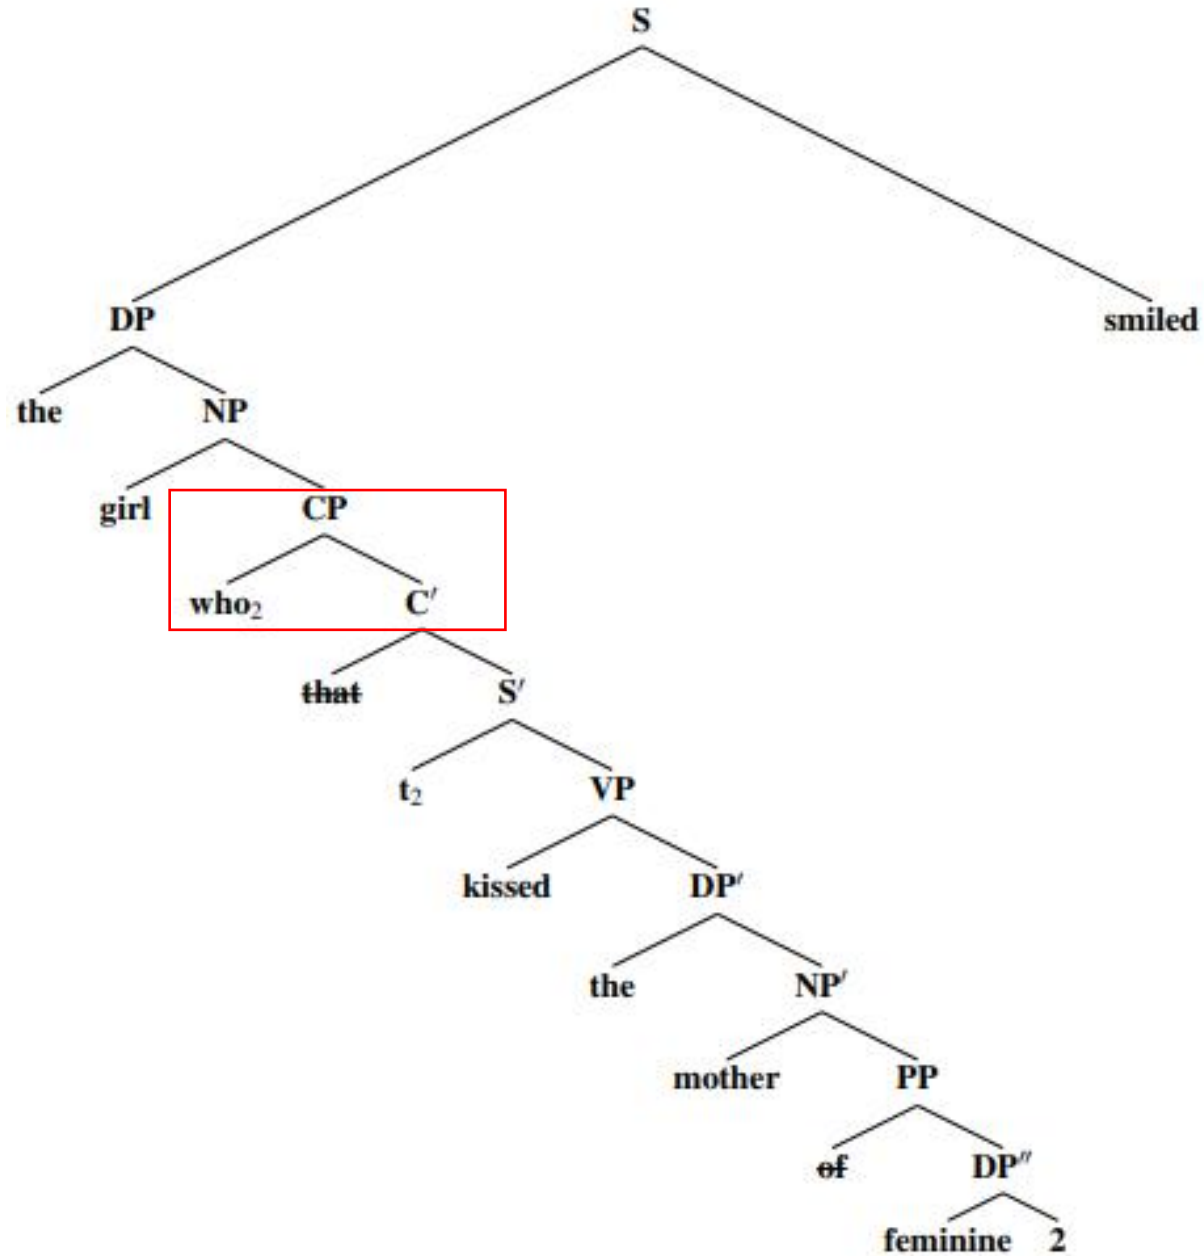 S
DP
smiled
the
NP
girl
CP
who₂
C′
that
S′
t₂
VP
kissed
DP′
the
NP′
mother
PP
of
DP″
feminine 2